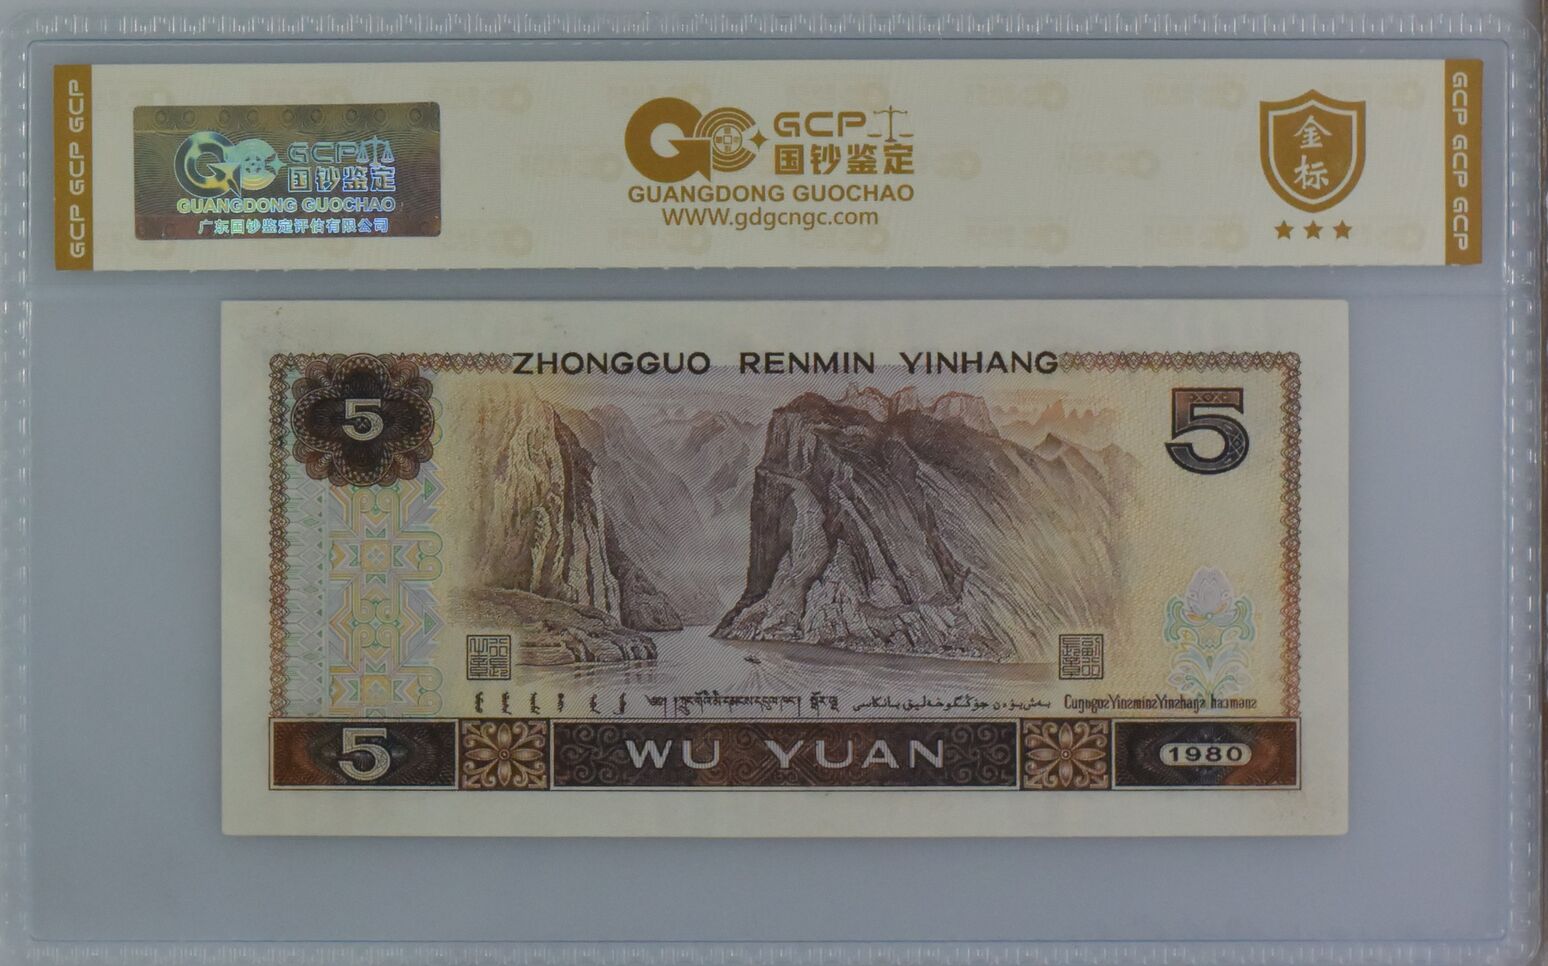 GCP GCP GCP
GCP 国钞鉴定
GUANGDONG GUOCHAO
广东国钞鉴定评估有限公司
GCP
国钞鉴定
GUANGDONG GUOCHAO
WWW.gdgcngc.com
金标
GCP GCP GCP
ZHONGGUO RENMIN YINHANG
5
5
5 WU YUAN 1980